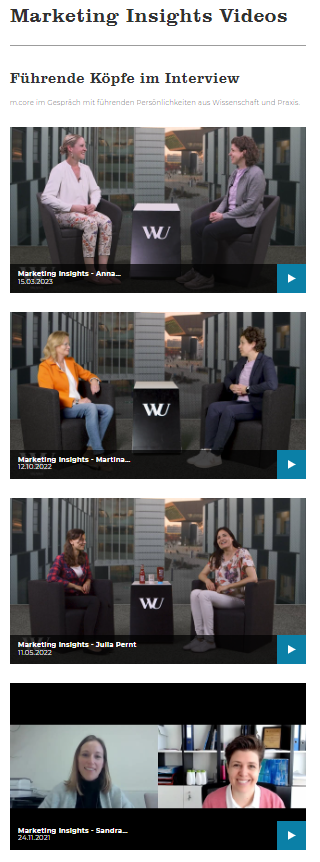 Marketing Insights Videos
Führende Köpfe im Interview
m.core im Gespräch mit führenden Persönlichkeiten aus Wissenschaft und Praxis.
WU
Marketing Insights - Anna...
15.03.2023
WU
Marketing Insights - Martina...
12.10.2022
WU
Marketing Insights - Julia Pernt
11.05.2022
Marketing Insights - Sandra...
24.11.2021